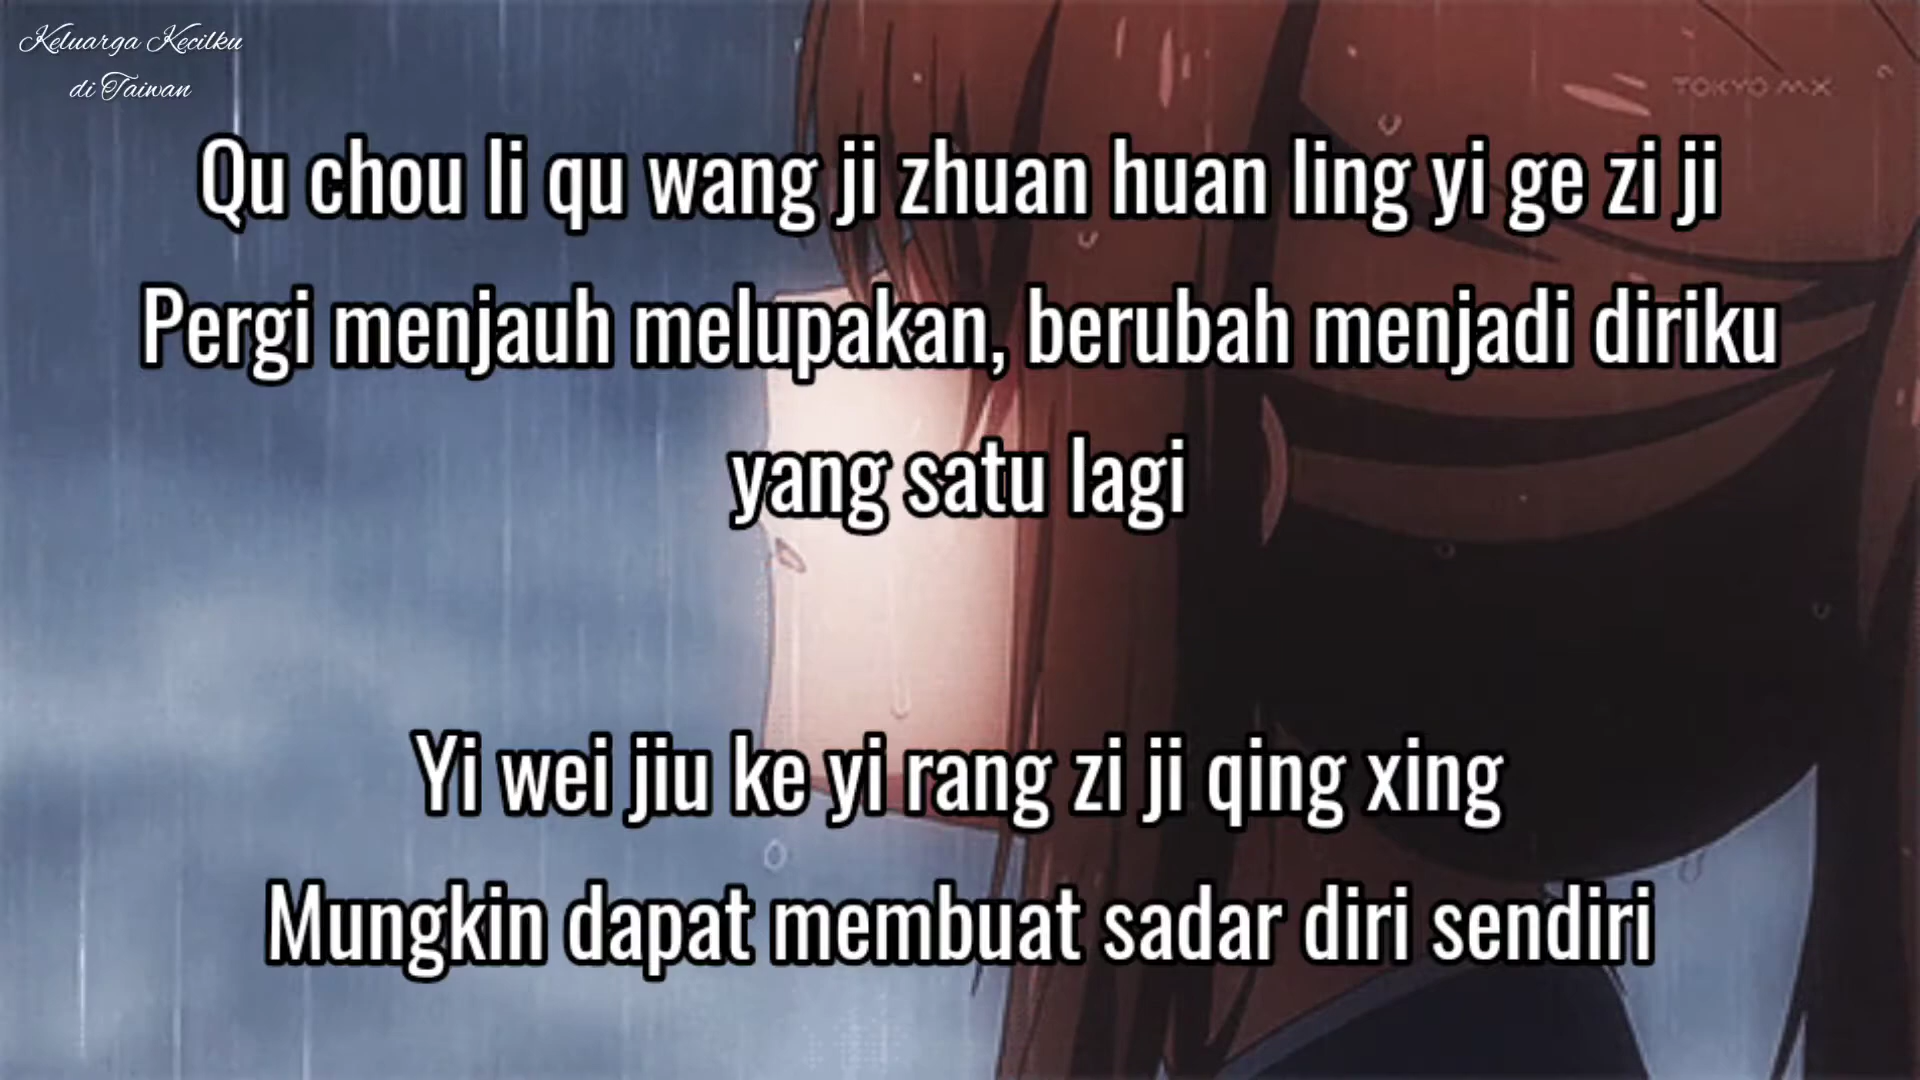 Keluarga Kecilku
di Taiwan
TOKYO MX
Qu chou li qu wang ji zhuan huan ling yi ge zi ji
Pergi menjauh melupakan, berubah menjadi diriku
yang satu lagi
Yi wei jiu ke yi rang zi ji qing xing
Mungkin dapat membuat sadar diri sendiri